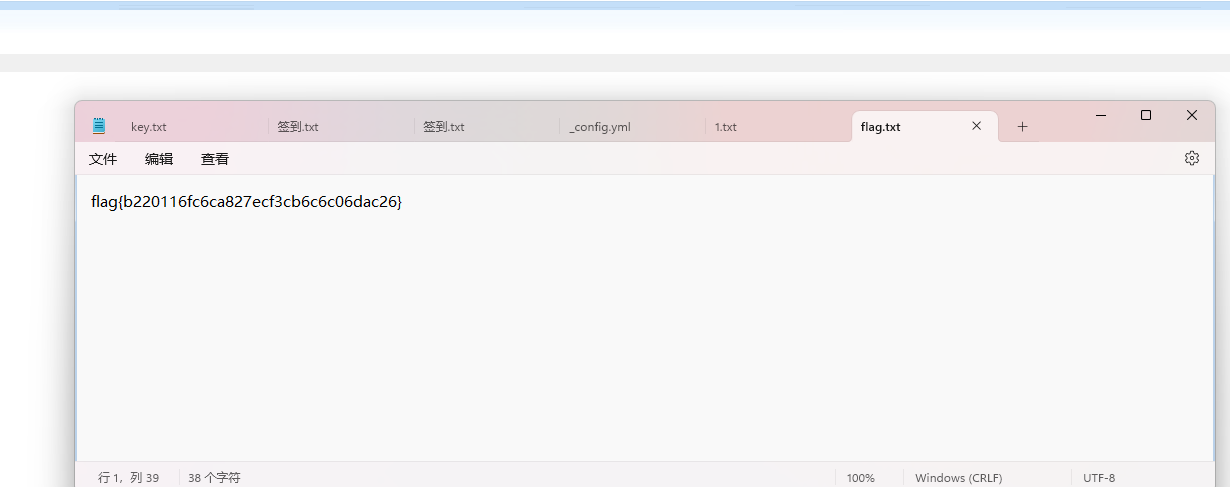 key.txt 签到.txt 签到.txt _config.yml 1.txt flag.txt
文件 编辑 查看
flag{b220116fc6ca827ecf3cb6c6c06dac26}
行 1，列 39 38 个字符 100% Windows (CRLF) UTF-8